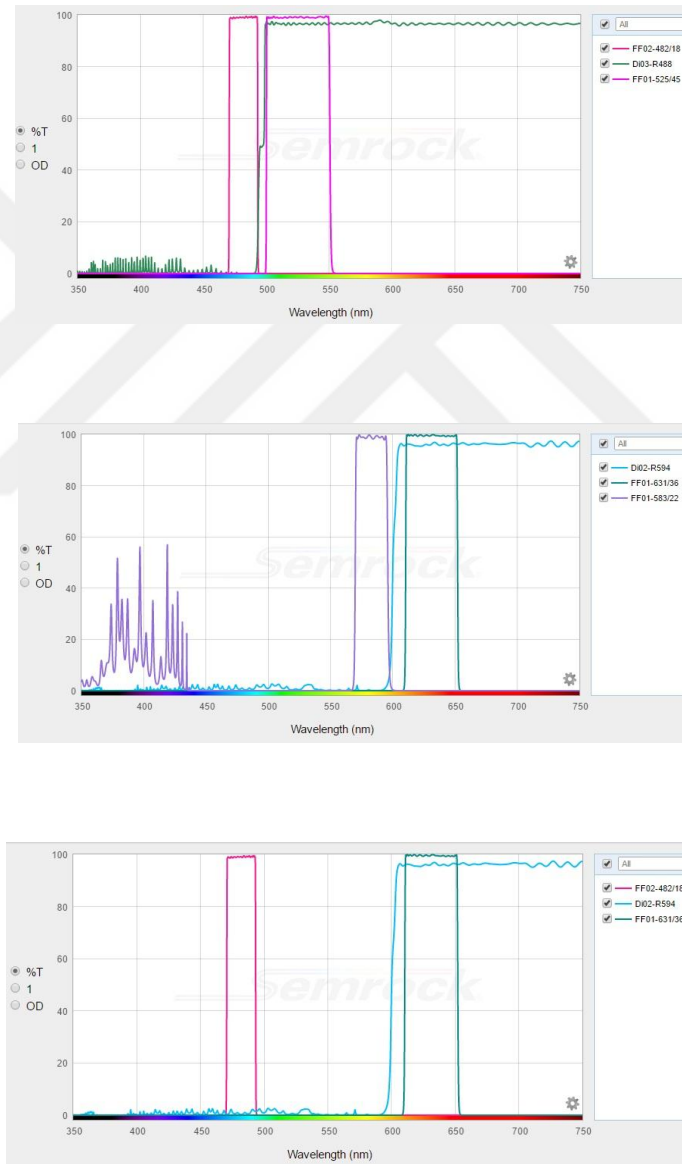 100
80
60
40
20
0
%T
1
OD
Semrock
350 400 450 500 550 600 650 700 750
Wavelength (nm)
All
FF02-482/18
Di03-R488
FF01-525/45
100
80
60
40
20
0
%T
1
OD
Semrock
350 400 450 500 550 600 650 700 750
Wavelength (nm)
All
Di02-R594
FF01-631/36
FF01-583/22
100
80
60
40
20
0
%T
1
OD
Semrock
350 400 450 500 550 600 650 700 750
Wavelength (nm)
All
FF02-482/18
Di02-R594
FF01-631/36